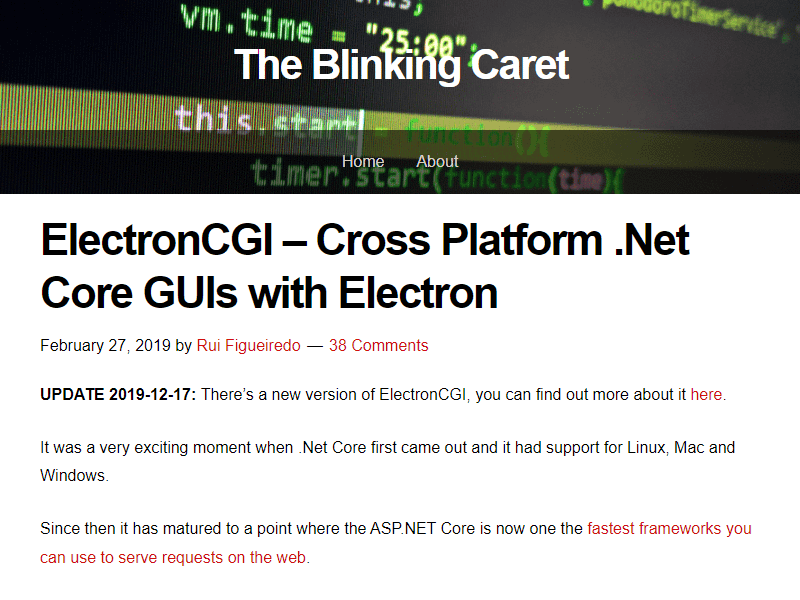 vm.time = "25:00";
pomodoroTimerService',
The Blinking Caret
this.start = function(){
Home About
timer.start(function(time){
ElectronCGI – Cross Platform .Net
Core GUIs with Electron
February 27, 2019 by Rui Figueiredo — 38 Comments
UPDATE 2019-12-17: There’s a new version of ElectronCGI, you can find out more about it here.
It was a very exciting moment when .Net Core first came out and it had support for Linux, Mac and
Windows.
Since then it has matured to a point where the ASP.NET Core is now one the fastest frameworks you
can use to serve requests on the web.